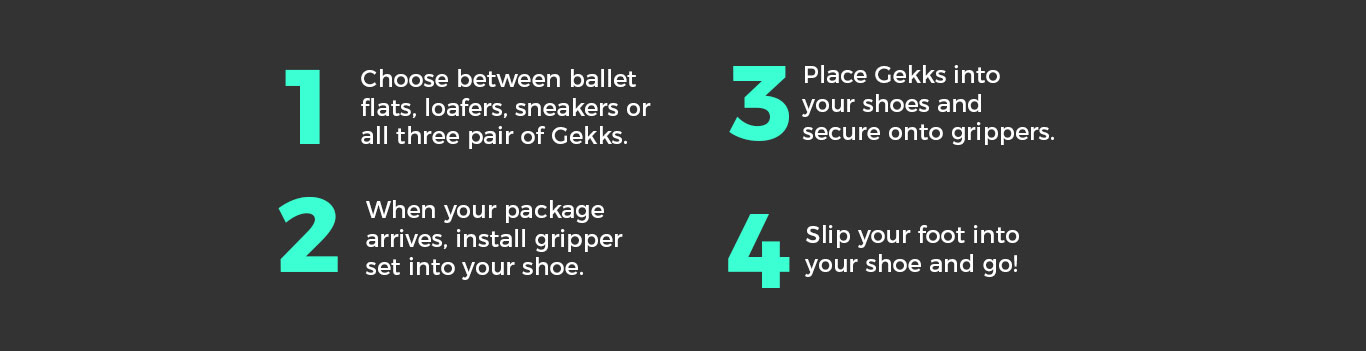 1
Choose between ballet
flats, loafers, sneakers or
all three pair of Gekks.
2
When your package
arrives, install gripper
set into your shoe.
3
Place Gekks into
your shoes and
secure onto grippers.
4
Slip your foot into
your shoe and go!